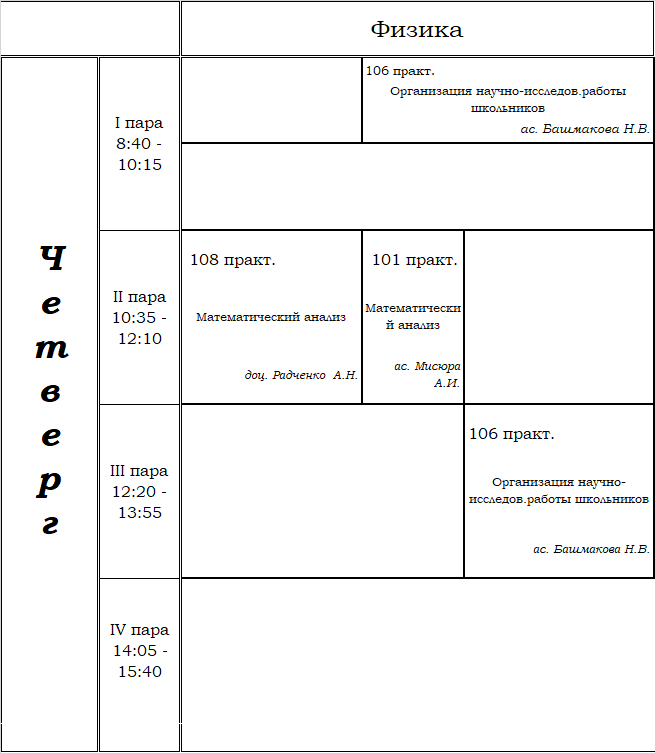 Физика
Четверг
I пара
8:40 -
10:15
106 практ.
Организация научно-исследов.работы
школьников
ас. Башмакова Н.В.
II пара
10:35 -
12:10
108 практ.
Математический анализ
доц. Радченко А.Н.
101 практ.
Математически
й анализ
ас. Мисюра
А.И.
III пара
12:20 -
13:55
106 практ.
Организация научно-
исследов.работы школьников
ас. Башмакова Н.В.
IV пара
14:05 -
15:40